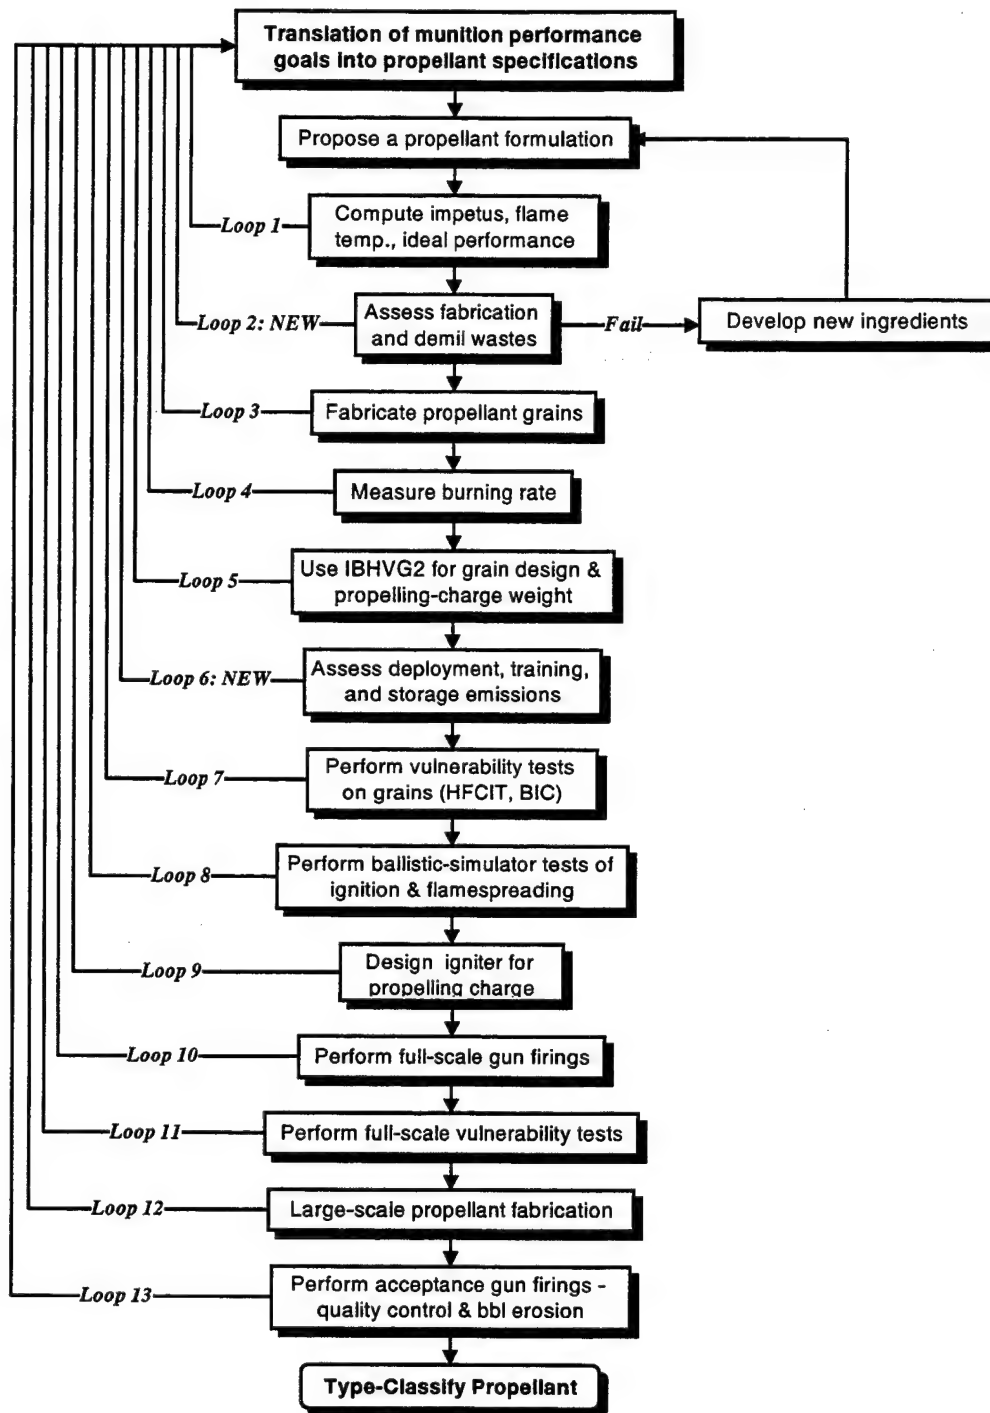 Translation of munition performance
goals into propellant specifications
Propose a propellant formulation
Loop 1
Compute impetus, flame
temp., ideal performance
Loop 2: NEW
Assess fabrication
and demil wastes
Fail
Develop new ingredients
Loop 3
Fabricate propellant grains
Loop 4
Measure burning rate
Loop 5
Use IBHVG2 for grain design &
propelling-charge weight
Loop 6: NEW
Assess deployment, training,
and storage emissions
Loop 7
Perform vulnerability tests
on grains (HFCIT, BIC)
Loop 8
Perform ballistic-simulator tests of
ignition & flamespreading
Loop 9
Design igniter for
propelling charge
Loop 10
Perform full-scale gun firings
Loop 11
Perform full-scale vulnerability tests
Loop 12
Large-scale propellant fabrication
Loop 13
Perform acceptance gun firings -
quality control & bbl erosion
Type-Classify Propellant